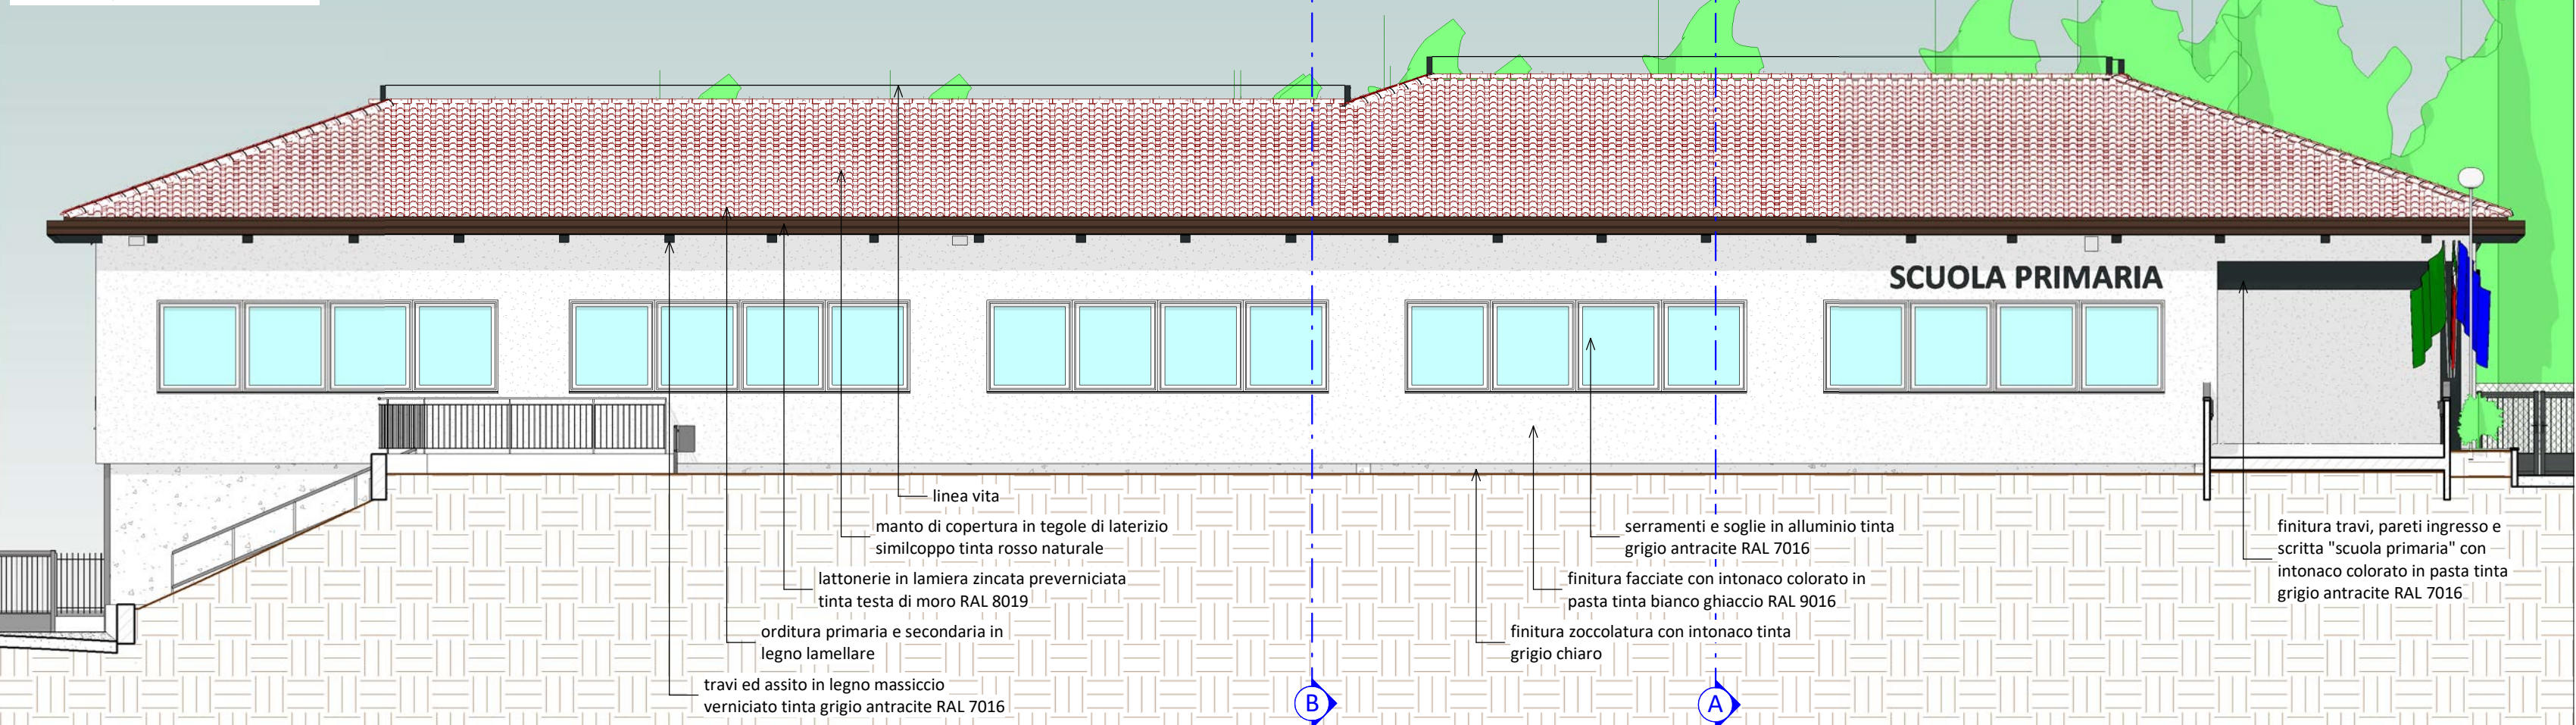 SCUOLA PRIMARIA
linea vita
manto di copertura in tegole di laterizio
similcoppo tinta rosso naturale
lattonerie in lamiera zincata preverniciata
tinta testa di moro RAL 8019
orditura primaria e secondaria in
legno lamellare
travi ed assito in legno massiccio
verniciato tinta grigio antracite RAL 7016
serramenti e soglie in alluminio tinta
grigio antracite RAL 7016
finitura facciate con intonaco colorato in
pasta tinta bianco ghiaccio RAL 9016
finitura zoccolatura con intonaco tinta
grigio chiaro
finitura travi, pareti ingresso e
scritta "scuola primaria" con
intonaco colorato in pasta tinta
grigio antracite RAL 7016
B
A